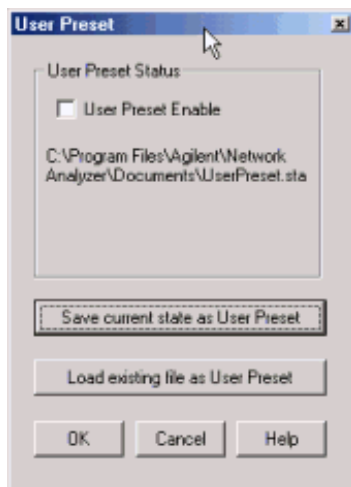 User Preset
User Preset Status
User Preset Enable
C:\Program Files\Agilent\Network
Analyzer\Documents\UserPreset.sta
Save current state as User Preset
Load existing file as User Preset
OK Cancel Help